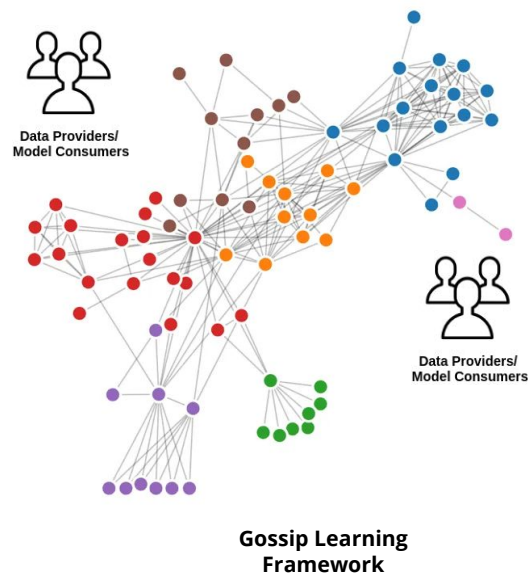 Data Providers/
Model Consumers
Data Providers/
Model Consumers
Gossip Learning
Framework